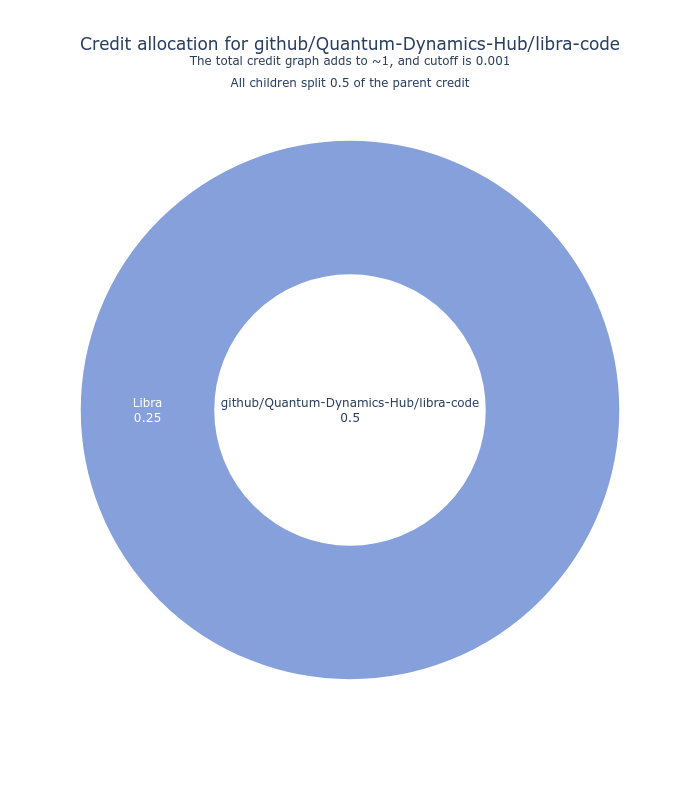 Credit allocation for github/Quantum-Dynamics-Hub/libra-code
The total credit graph adds to ~1, and cutoff is 0.001
All children split 0.5 of the parent credit
Libra
0.25
github/Quantum-Dynamics-Hub/libra-code
0.5